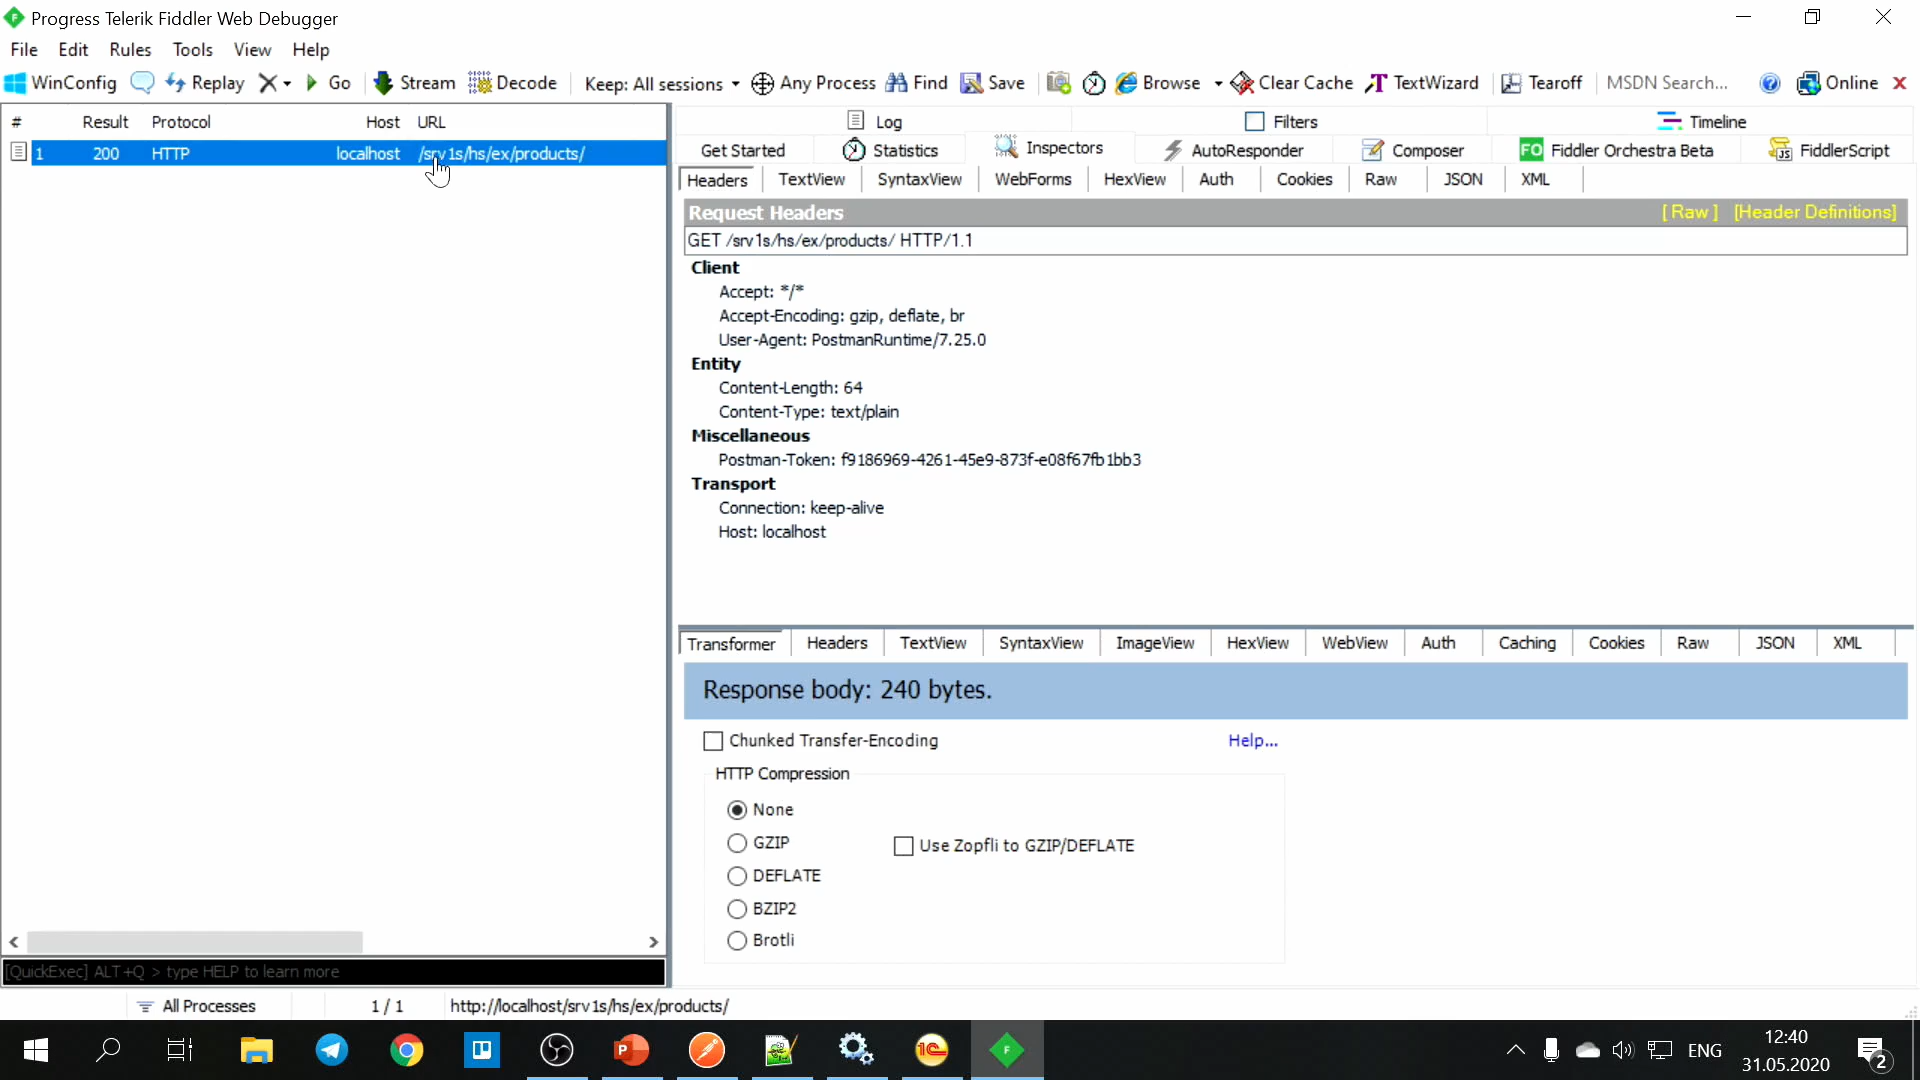 Progress Telerik Fiddler Web Debugger
File Edit Rules Tools View Help
WinConfig Replay Go Stream Decode Keep: All sessions Any Process Find Save Browse Clear Cache TextWizard Tearoff MSDN Search... Online
# Result Protocol Host URL
1 200 HTTP localhost /srv1s/hs/ex/products/
Log Filters Timeline
Get Started Statistics Inspectors AutoResponder Composer FO Fiddler Orchestra Beta FiddlerScript
Headers TextView SyntaxView WebForms HexView Auth Cookies Raw JSON XML
Request Headers [ Raw ] [Header Definitions]
GET /srv1s/hs/ex/products/ HTTP/1.1
Client
Accept: */*
Accept-Encoding: gzip, deflate, br
User-Agent: PostmanRuntime/7.25.0
Entity
Content-Length: 64
Content-Type: text/plain
Miscellaneous
Postman-Token: f9186969-4261-45e9-873f-e08f67fb1bb3
Transport
Connection: keep-alive
Host: localhost
Transformer Headers TextView SyntaxView ImageView HexView WebView Auth Caching Cookies Raw JSON XML
Response body: 240 bytes.
Chunked Transfer-Encoding Help...
HTTP Compression
None
GZIP Use Zopfli to GZIP/DEFLATE
DEFLATE
BZIP2
Brotli
[QuickExec] ALT+Q > type HELP to learn more
All Processes 1 / 1 http://localhost/srv1s/hs/ex/products/
ENG 12:40
31.05.2020 2